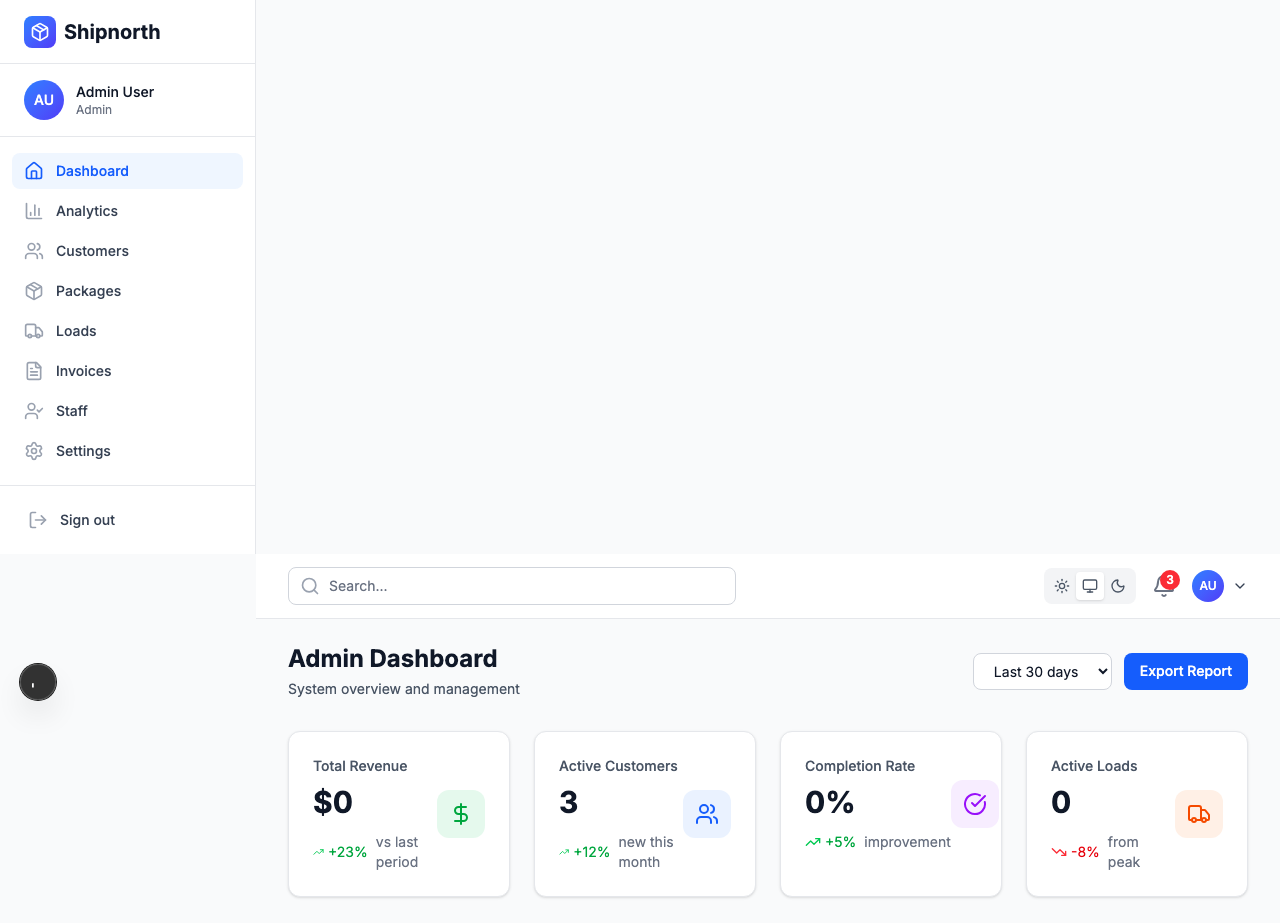 Shipnorth
AU
Admin User
Admin
Dashboard
Analytics
Customers
Packages
Loads
Invoices
Staff
Settings
Sign out
Search...
3
AU
Admin Dashboard
System overview and management
Last 30 days
Export Report
Total Revenue
$0
+23%
vs last
period
Active Customers
3
+12%
new this
month
Completion Rate
0%
+5% improvement
Active Loads
0
-8%
from
peak